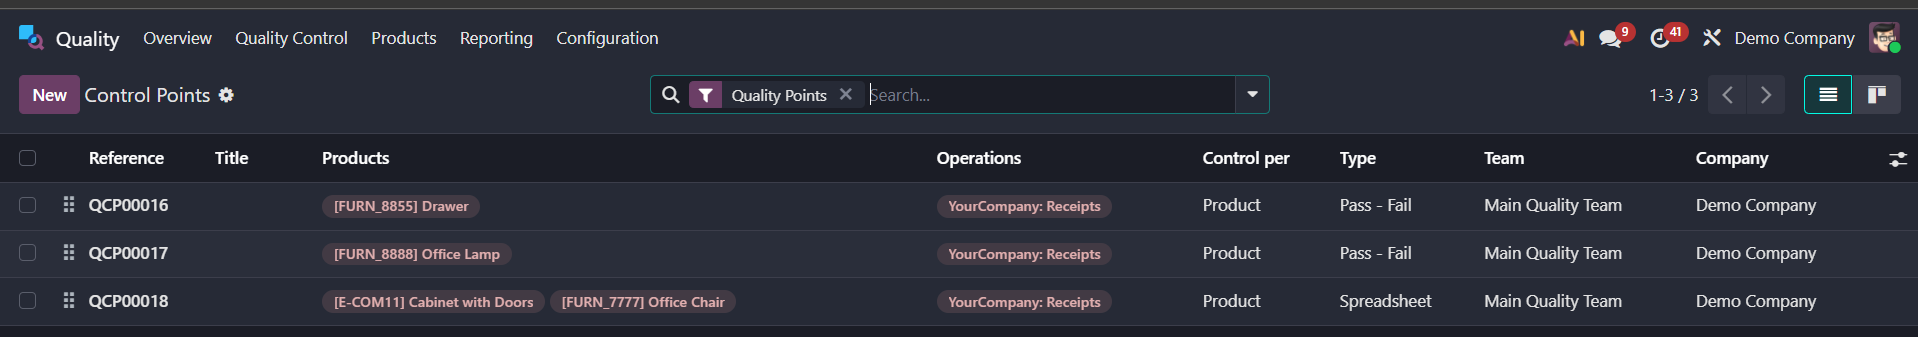 Quality Overview Quality Control Products Reporting Configuration AI 9 41 Demo Company
New Control Points Quality Points Search... 1-3 / 3
Reference Title Products Operations Control per Type Team Company
QCP00016 [FURN_8855] Drawer YourCompany: Receipts Product Pass - Fail Main Quality Team Demo Company
QCP00017 [FURN_8888] Office Lamp YourCompany: Receipts Product Pass - Fail Main Quality Team Demo Company
QCP00018 [E-COM11] Cabinet with Doors [FURN_7777] Office Chair YourCompany: Receipts Product Spreadsheet Main Quality Team Demo Company